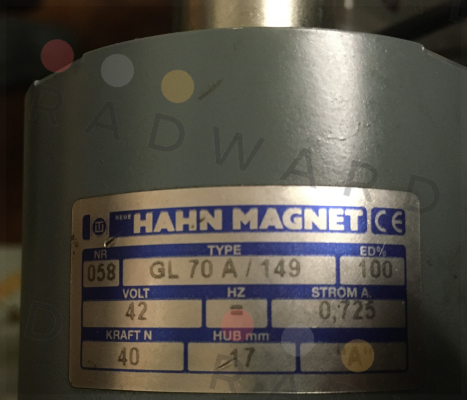 HAHN MAGNET CE
NR TYPE ED%
058 GL 70 A / 149 100
VOLT HZ STROM A.
42 = 0,725
KRAFT N HUB mm
40 17 "A"
RADWARD